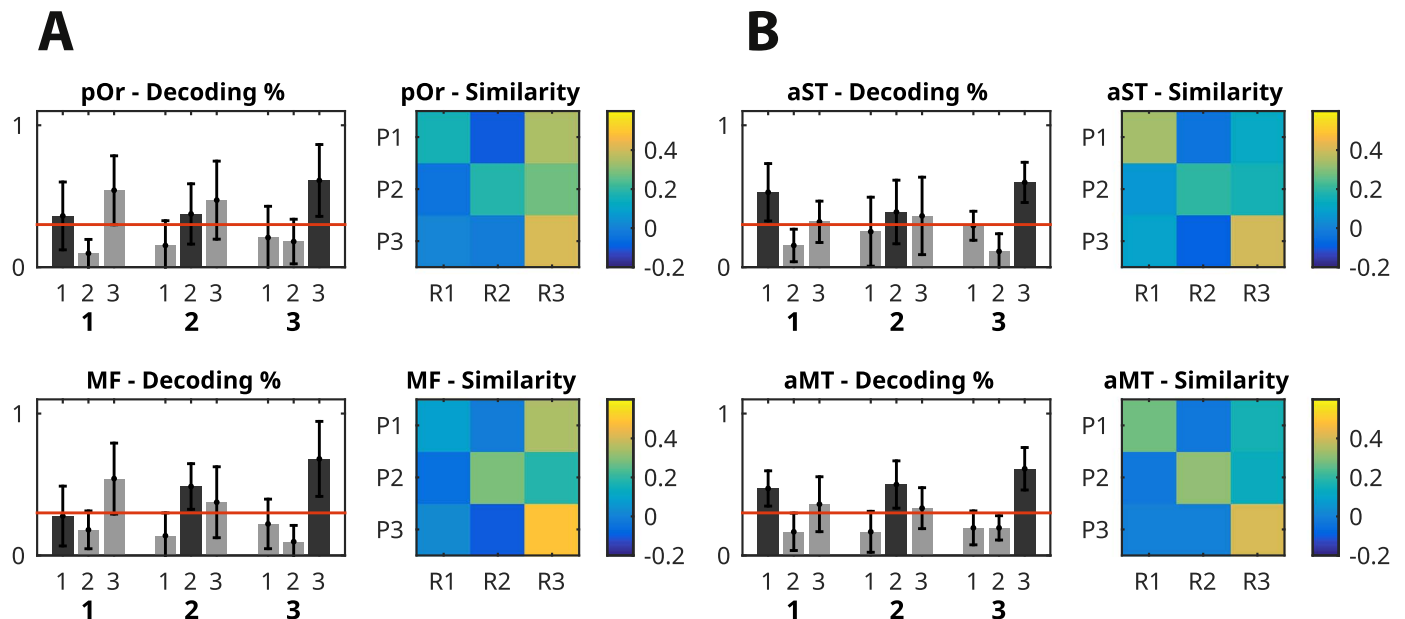 A
B
pOr - Decoding %
pOr - Similarity
aST - Decoding %
aST - Similarity
1
0
1 2 3 1 2 3 1 2 3
1 2 3
P1
P2
P3
R1 R2 R3
0.4
0.2
0
-0.2
1
0
1 2 3 1 2 3 1 2 3
1 2 3
P1
P2
P3
R1 R2 R3
0.4
0.2
0
-0.2
MF - Decoding %
MF - Similarity
aMT - Decoding %
aMT - Similarity
1
0
1 2 3 1 2 3 1 2 3
1 2 3
P1
P2
P3
R1 R2 R3
0.4
0.2
0
-0.2
1
0
1 2 3 1 2 3 1 2 3
1 2 3
P1
P2
P3
R1 R2 R3
0.4
0.2
0
-0.2